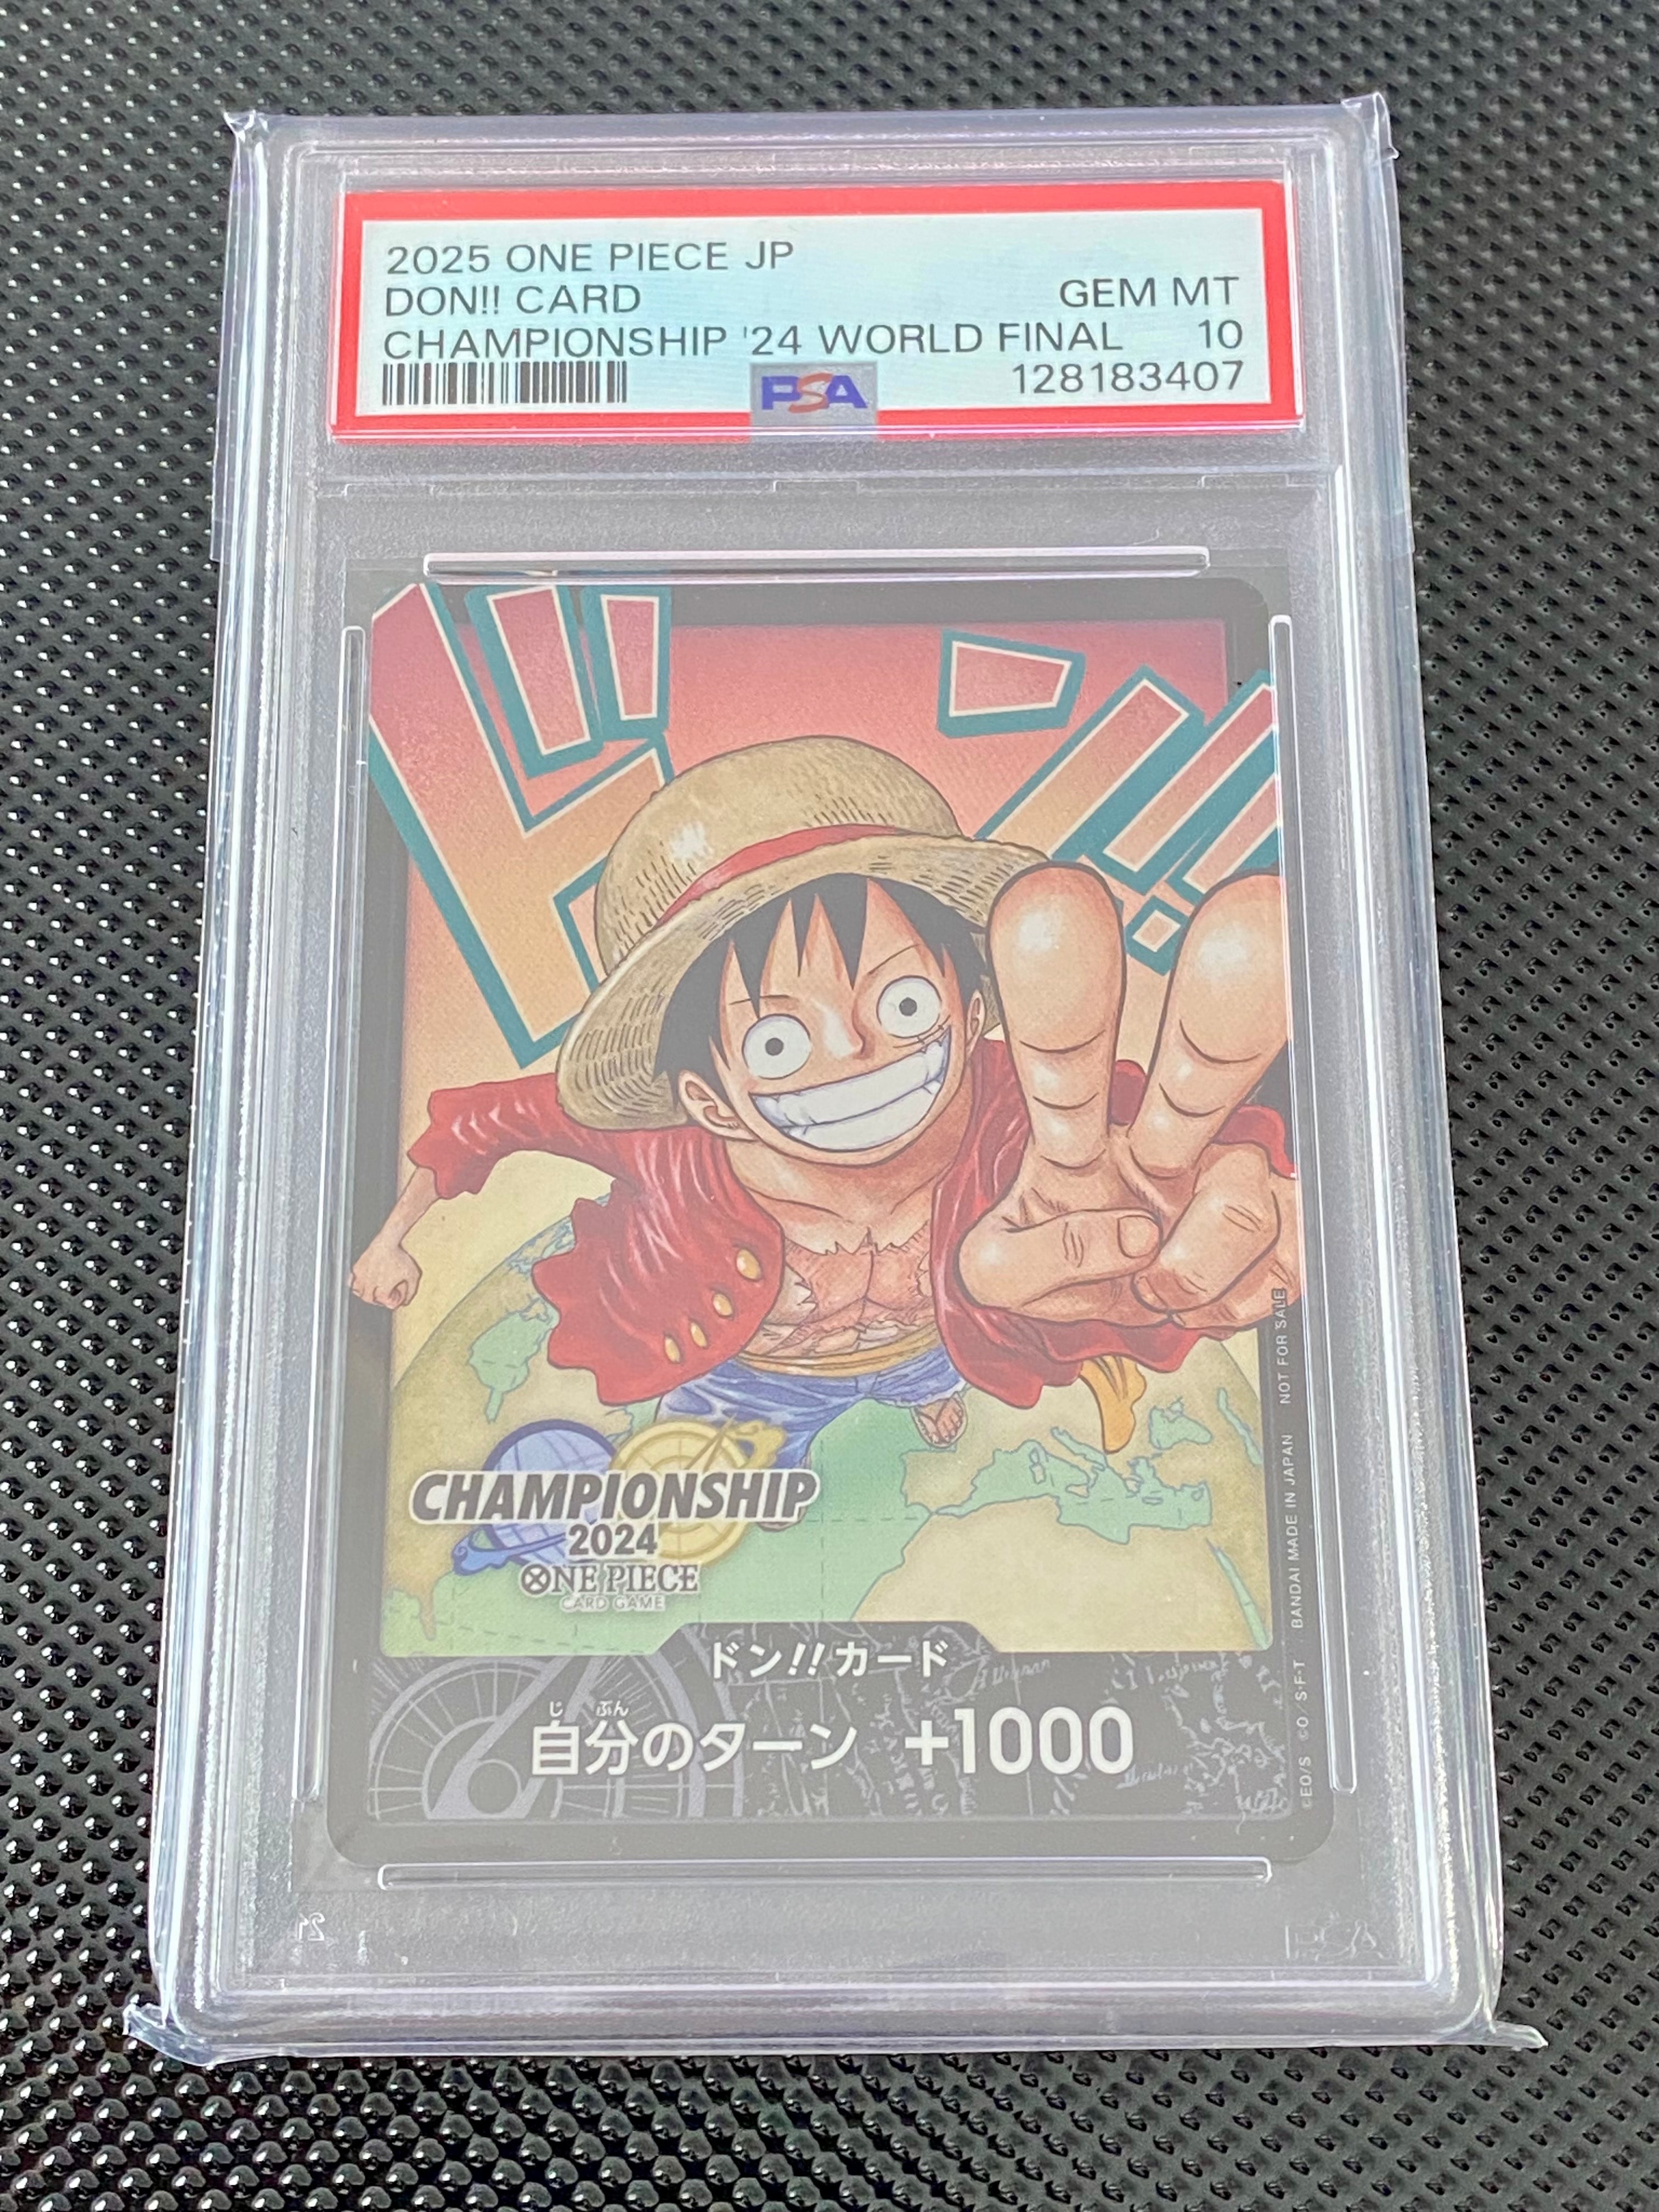 2025 ONE PIECE JP
DON!! CARD
GEM MT
CHAMPIONSHIP '24 WORLD FINAL
10
PSA
128183407
ドン!!
CHAMPIONSHIP
2024
ONE PIECE
CARD GAME
ドン!!カード
じ ぶん
自分のターン +1000
©E.O/S ©O/S・F・T BANDAI MADE IN JAPAN NOT FOR SALE